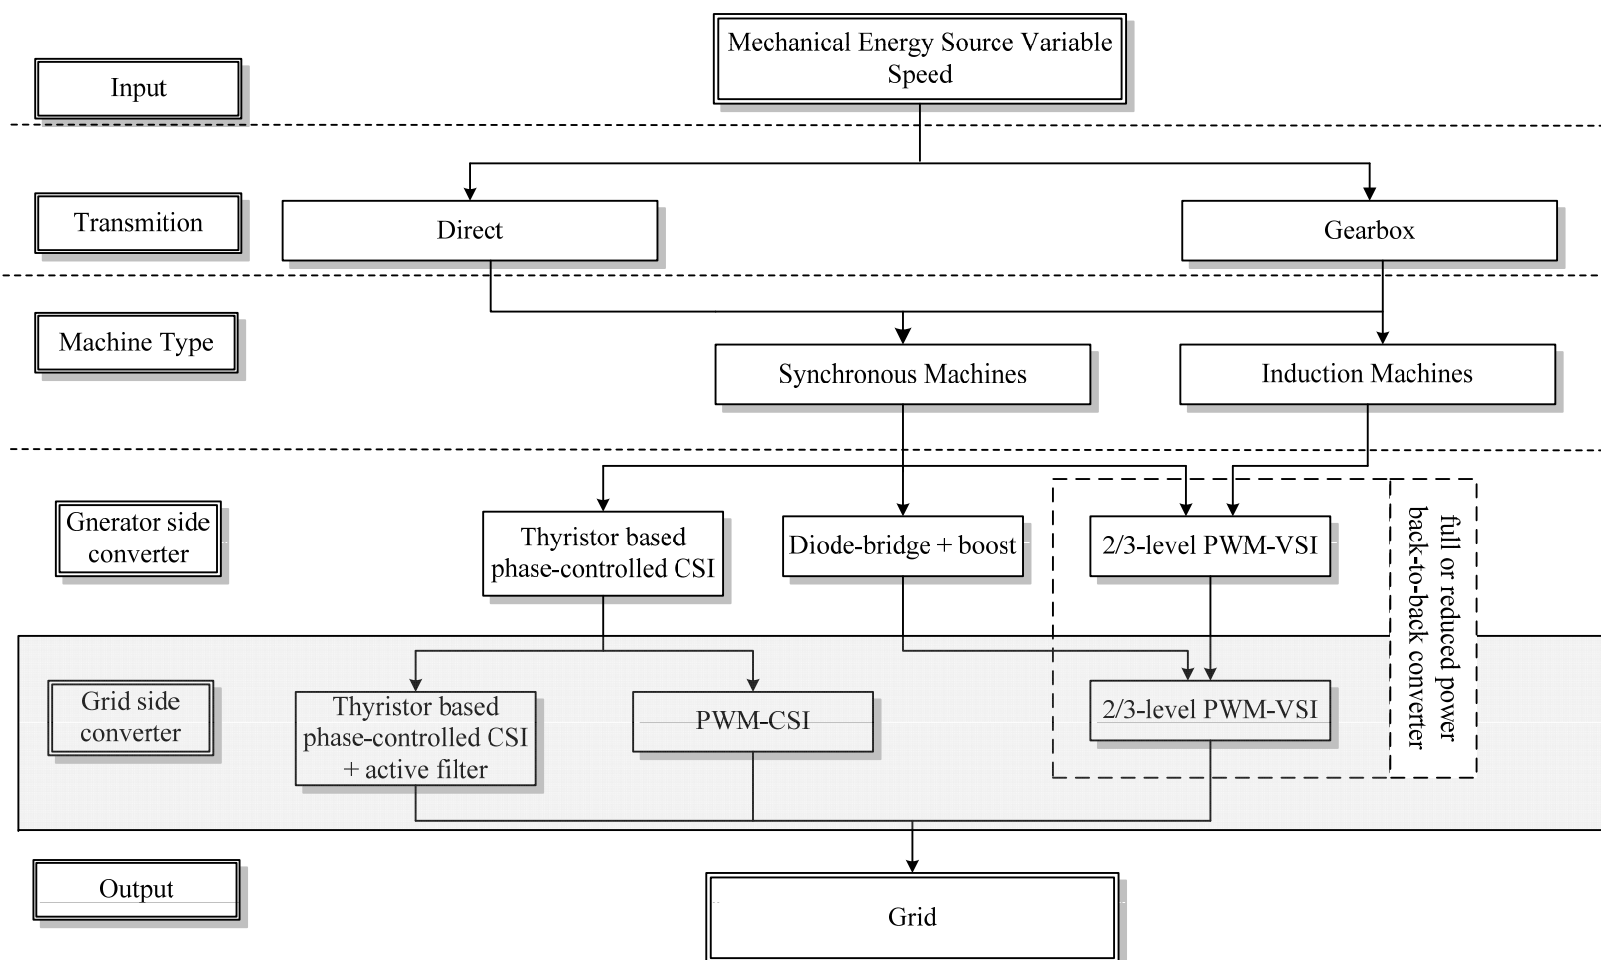 Mechanical Energy Source Variable
Speed
Input
Transmition
Direct
Gearbox
Machine Type
Synchronous Machines
Induction Machines
Gnerator side
converter
Thyristor based
phase-controlled CSI
Diode-bridge + boost
2/3-level PWM-VSI
full or reduced power
back-to-back converter
Grid side
converter
Thyristor based
phase-controlled CSI
+ active filter
PWM-CSI
2/3-level PWM-VSI
Output
Grid